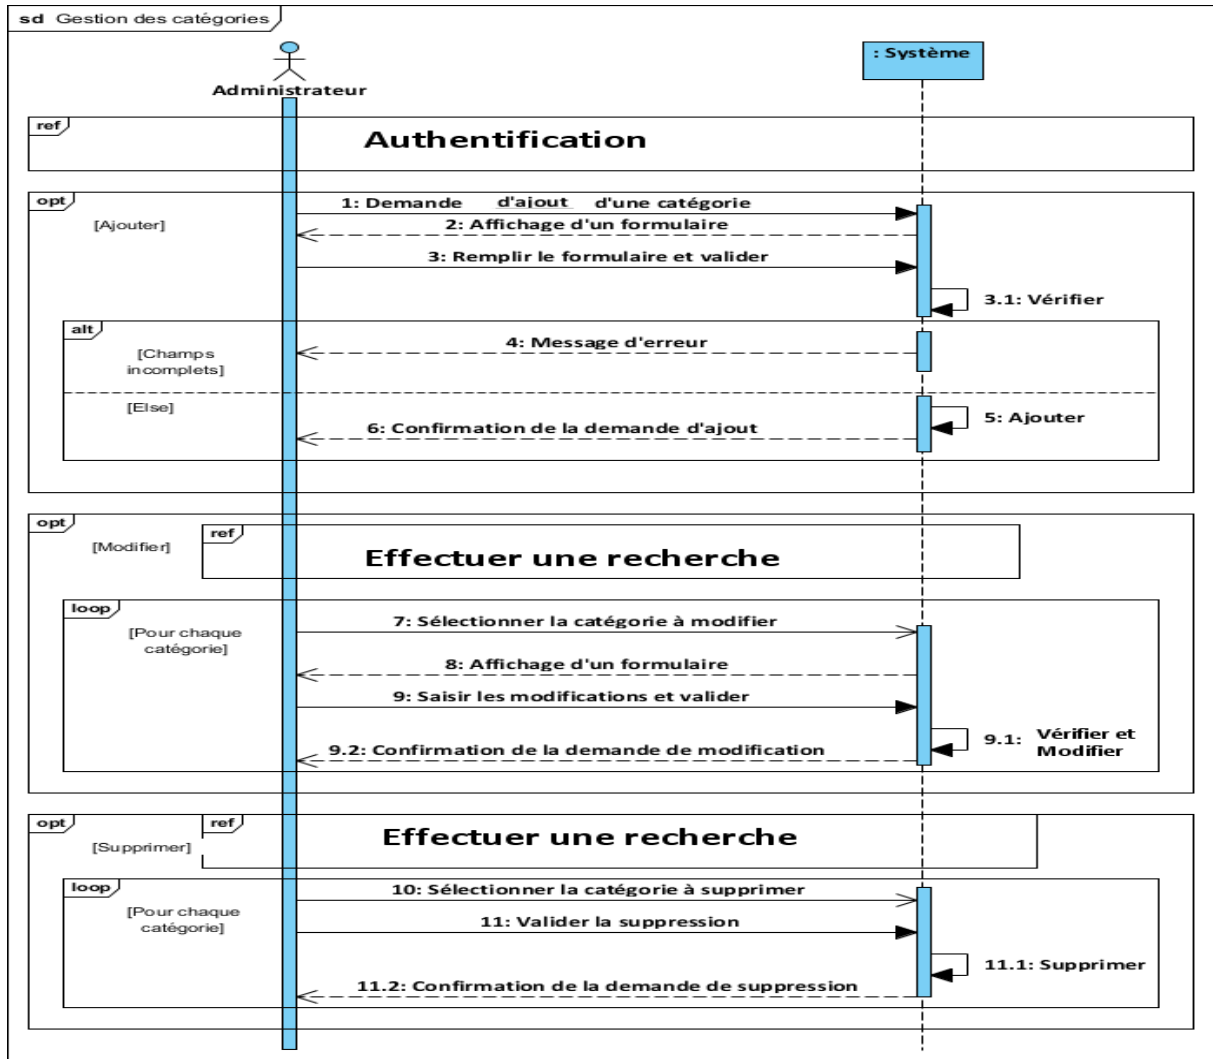 sd Gestion des catégories
: Système
Administrateur
ref
Authentification
opt
[Ajouter]
1: Demande d'ajout d'une catégorie
2: Affichage d'un formulaire
3: Remplir le formulaire et valider
3.1: Vérifier
alt
[Champs
incomplets]
4: Message d'erreur
[Else]
5: Ajouter
6: Confirmation de la demande d'ajout
opt
[Modifier]
ref
Effectuer une recherche
loop
[Pour chaque
catégorie]
7: Sélectionner la catégorie à modifier
8: Affichage d'un formulaire
9: Saisir les modifications et valider
9.1: Vérifier et
Modifier
9.2: Confirmation de la demande de modification
opt
[Supprimer]
ref
Effectuer une recherche
loop
[Pour chaque
catégorie]
10: Sélectionner la catégorie à supprimer
11: Valider la suppression
11.1: Supprimer
11.2: Confirmation de la demande de suppression